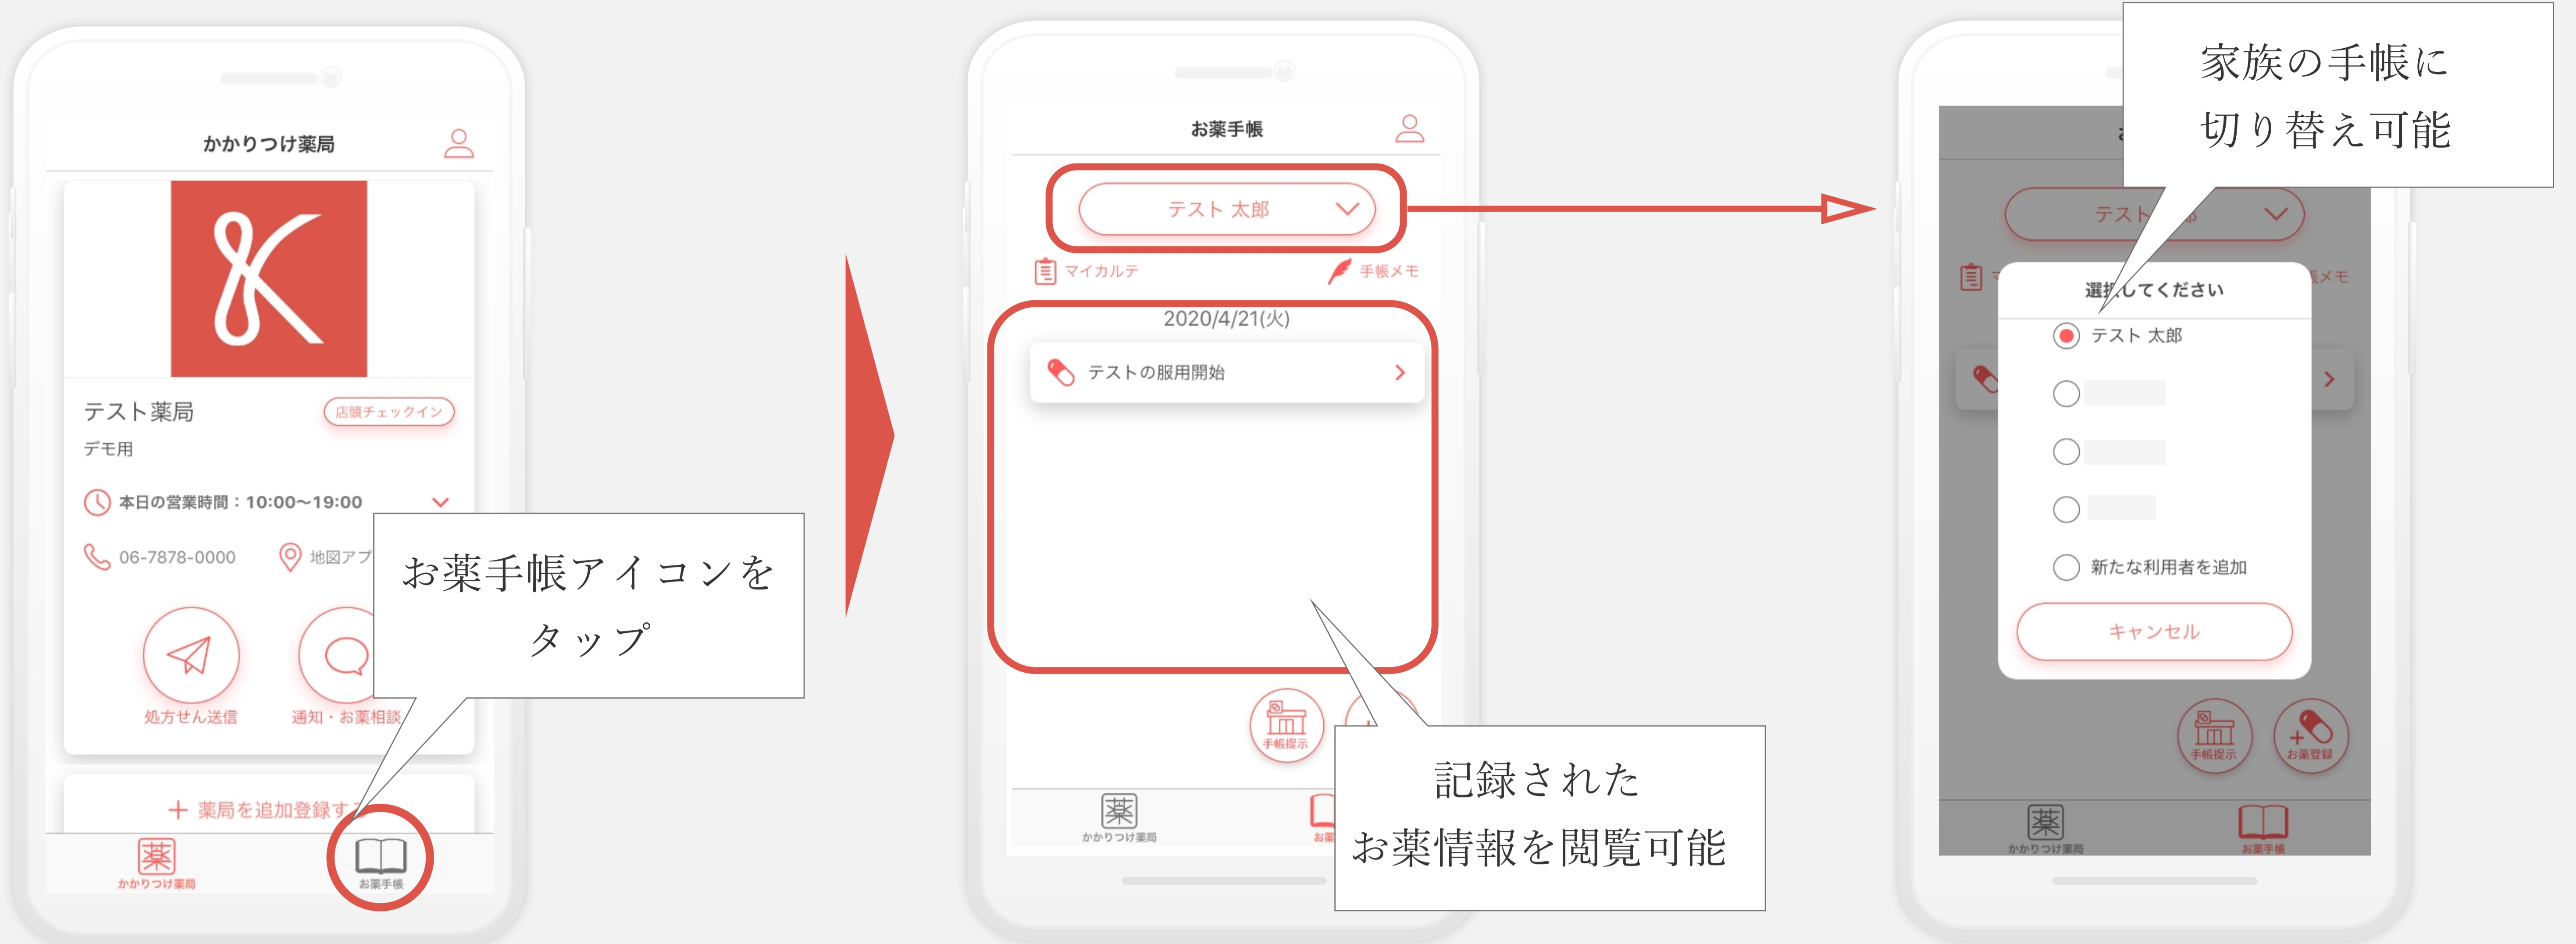 かかりつけ薬局
テスト薬局
店頭チェックイン
デモ用
本日の営業時間：10:00〜19:00
06-7878-0000
地図アプ
処方せん送信
通知・お薬相談
＋ 薬局を追加登録す
かかりつけ薬局
お薬手帳
お薬手帳アイコンを
タップ
お薬手帳
テスト 太郎
マイカルテ
手帳メモ
2020/4/21(火)
テストの服用開始
手帳提示
かかりつけ薬局
お薬
記録された
お薬情報を閲覧可能
家族の手帳に
切り替え可能
テスト
メモ
選択してください
テスト 太郎
新たな利用者を追加
キャンセル
手帳提示
お薬登録
かかりつけ薬局
お薬手帳